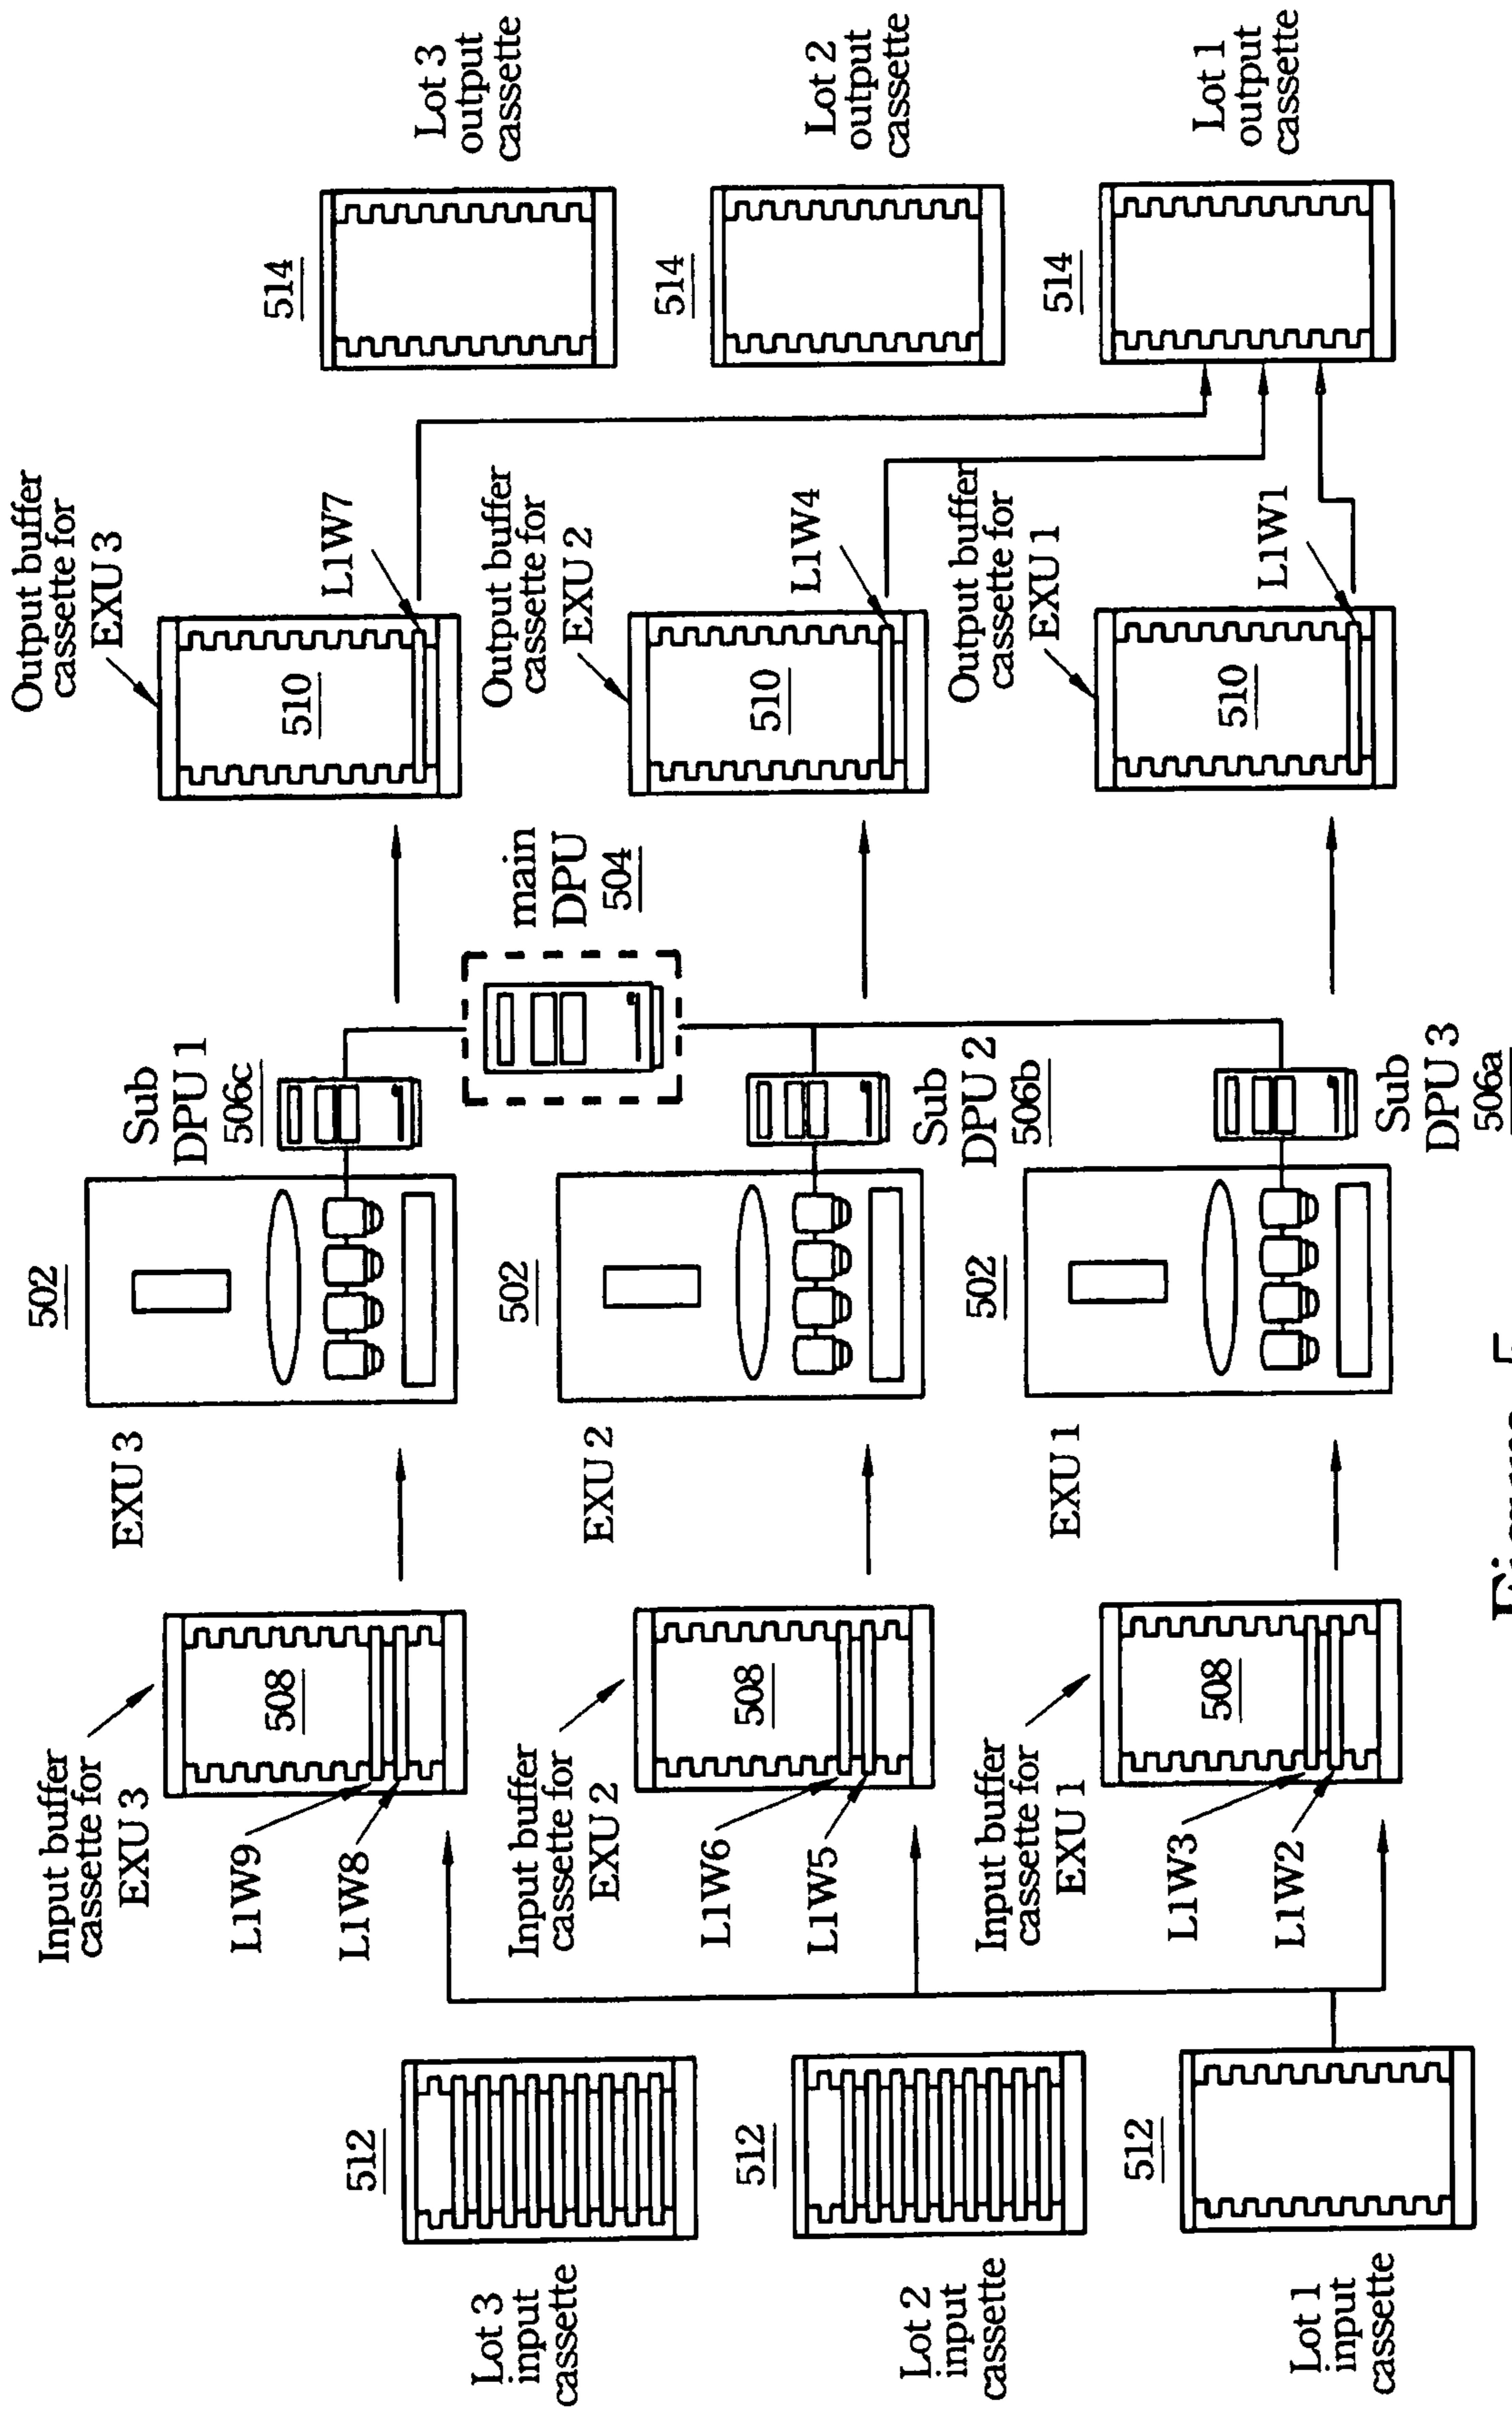 Lot 3
input
cassette
512
Lot 2
input
cassette
512
Lot 1
input
cassette
512
Input buffer
cassette for
EXU 3
L1W9
L1W8
508
Input buffer
cassette for
EXU 2
L1W6
L1W5
508
Input buffer
cassette for
EXU 1
L1W3
L1W2
508
EXU 3
502
EXU 2
502
EXU 1
502
Sub
DPU 1
506c
main
DPU
504
Sub
DPU 2
506b
Sub
DPU 3
506a
Output buffer
cassette for
EXU 3
L1W7
510
Output buffer
cassette for
EXU 2
L1W4
510
Output buffer
cassette for
EXU 1
L1W1
510
514
Lot 3
output
cassette
514
Lot 2
output
cassette
514
Lot 1
output
cassette